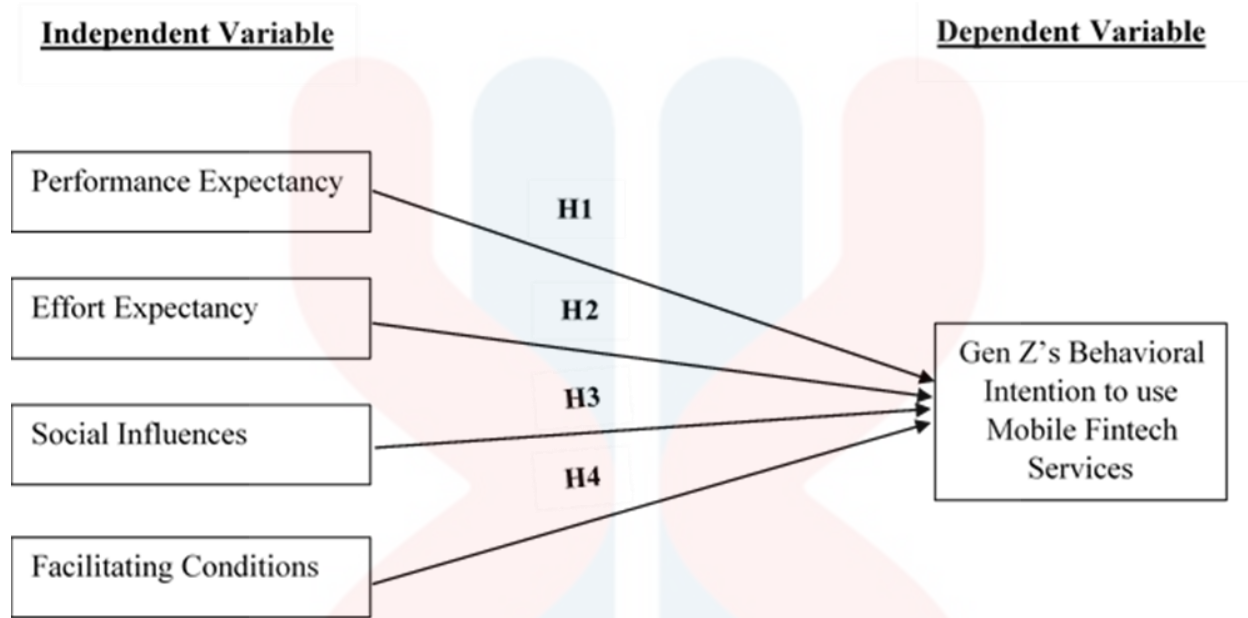 Independent Variable
Dependent Variable
Performance Expectancy
H1
Effort Expectancy
H2
Social Influences
H3
Facilitating Conditions
H4
Gen Z’s Behavioral
Intention to use
Mobile Fintech
Services